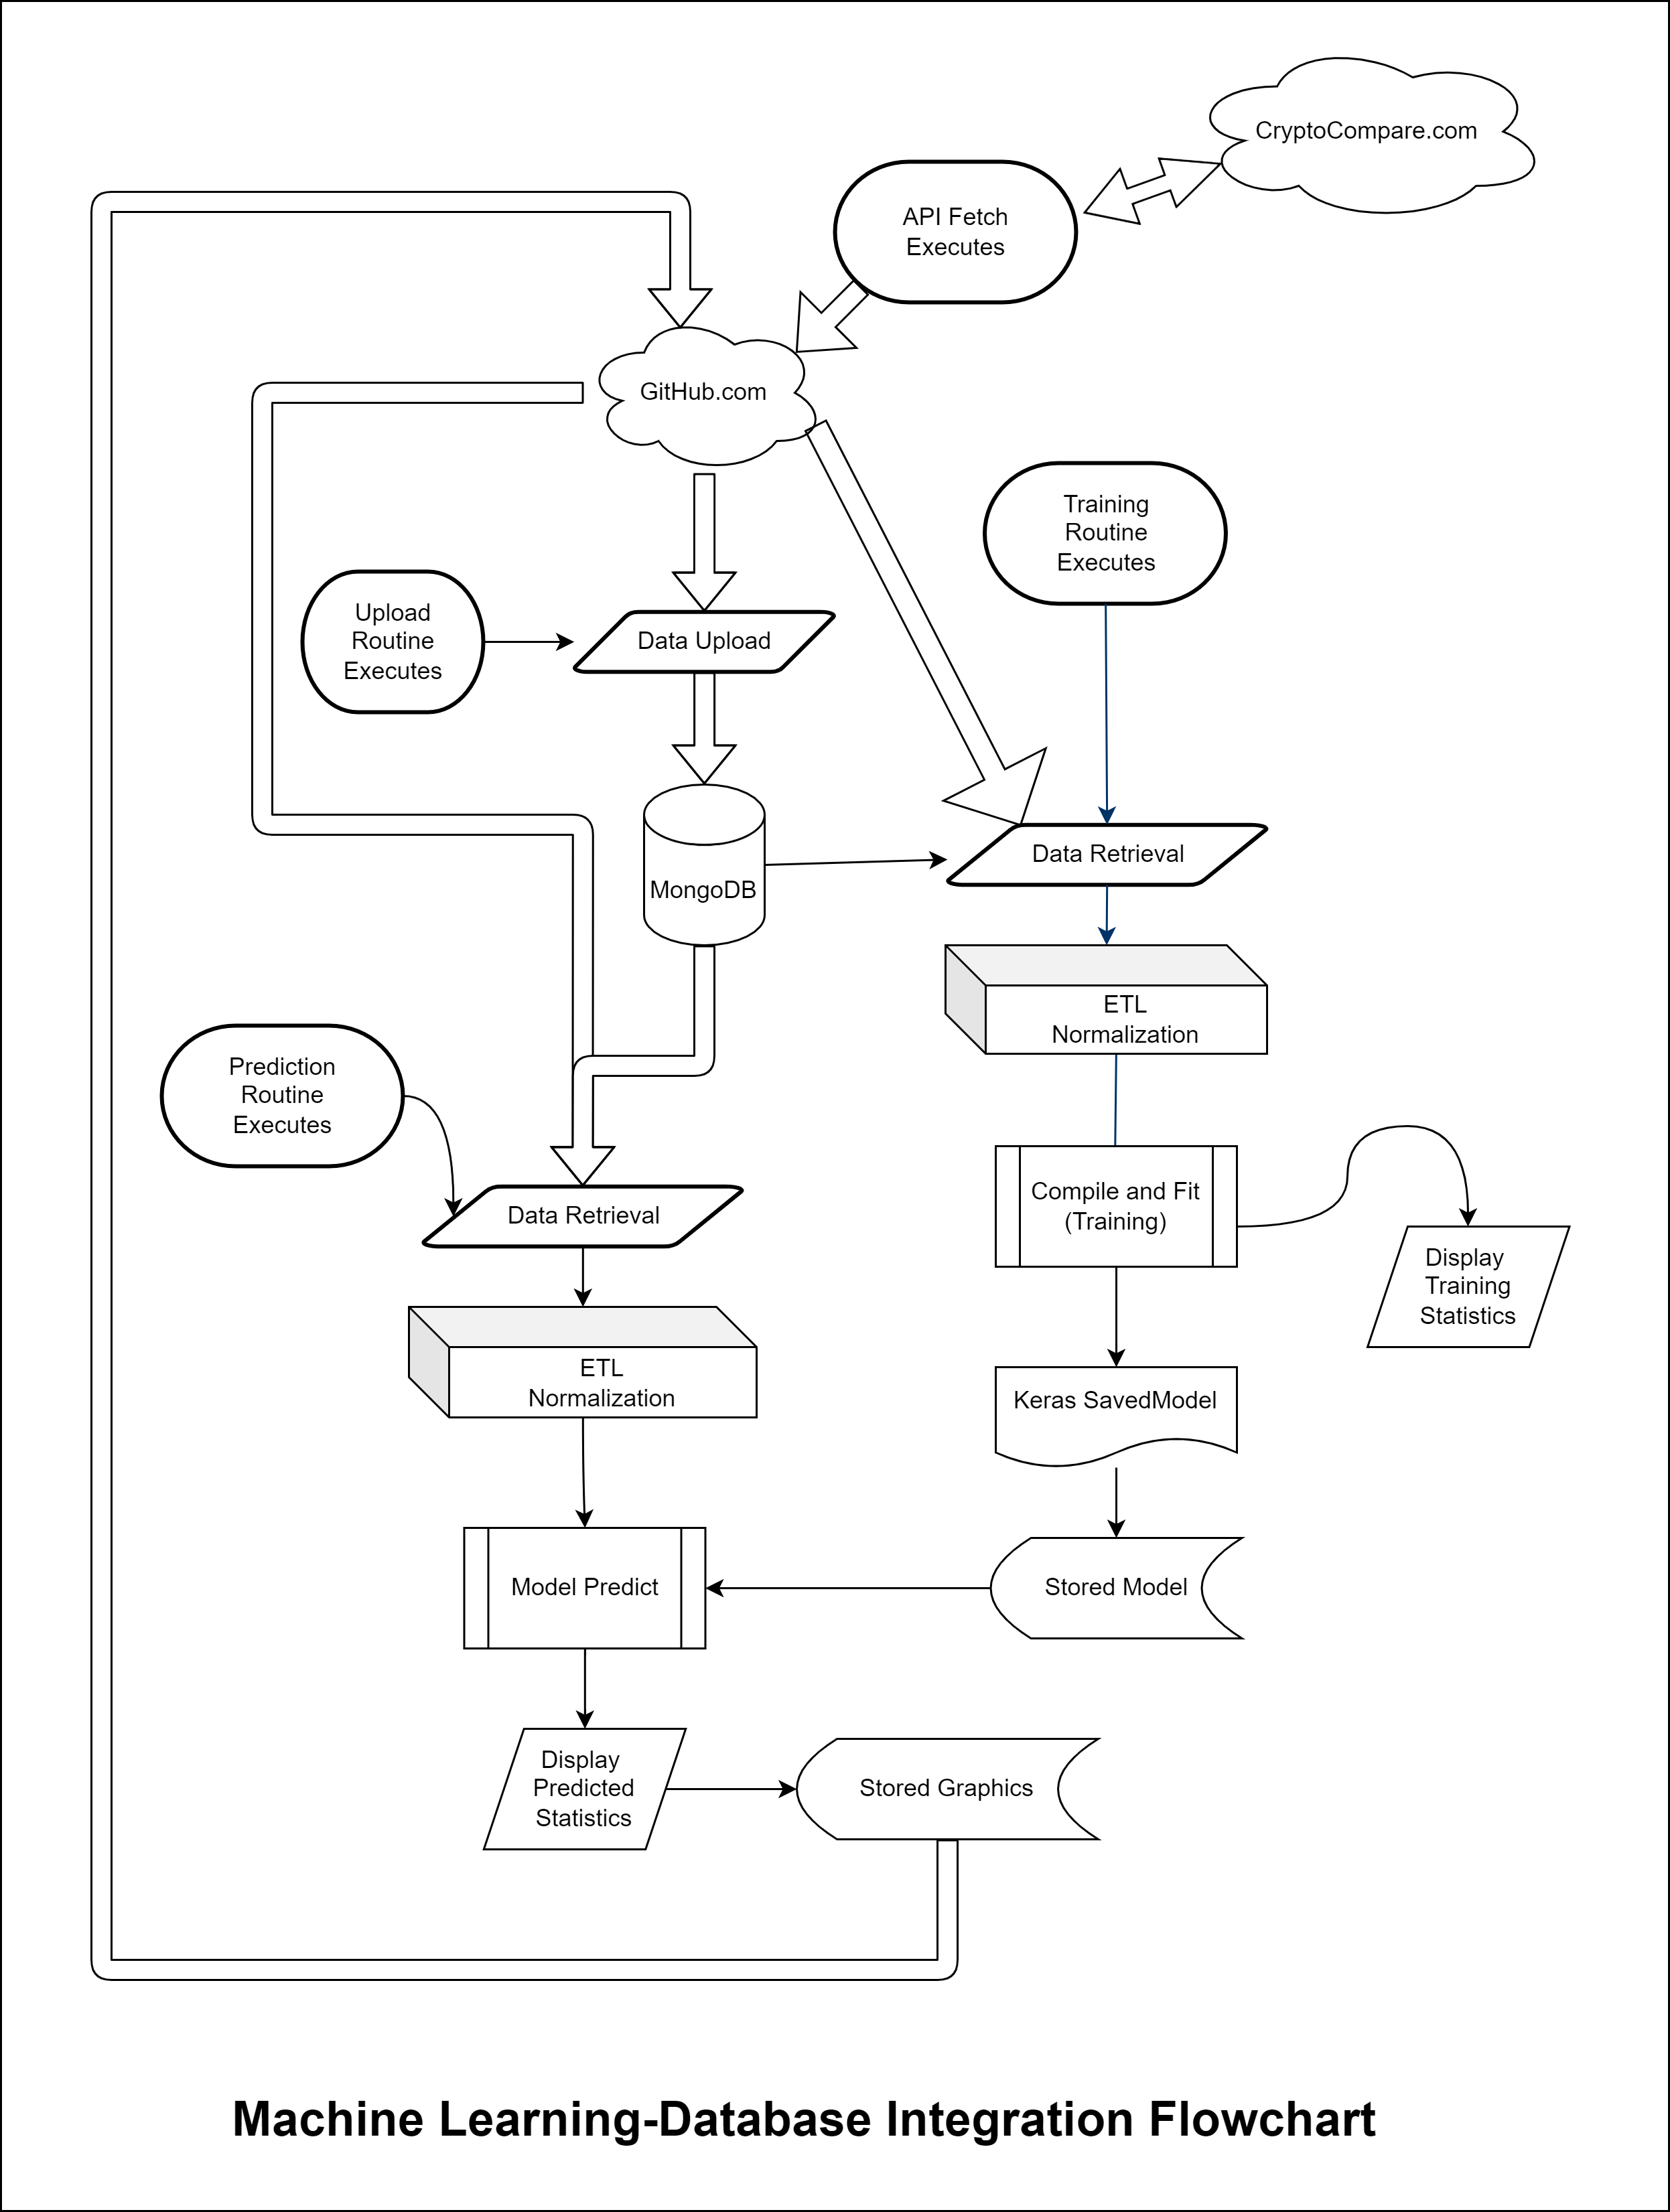 CryptoCompare.com
API Fetch
Executes
GitHub.com
Training
Routine
Executes
Upload
Routine
Executes
Data Upload
Data Retrieval
MongoDB
ETL
Normalization
Prediction
Routine
Executes
Compile and Fit
(Training)
Data Retrieval
Display
Training
Statistics
ETL
Normalization
Keras SavedModel
Model Predict
Stored Model
Display
Predicted
Statistics
Stored Graphics
Machine Learning-Database Integration Flowchart